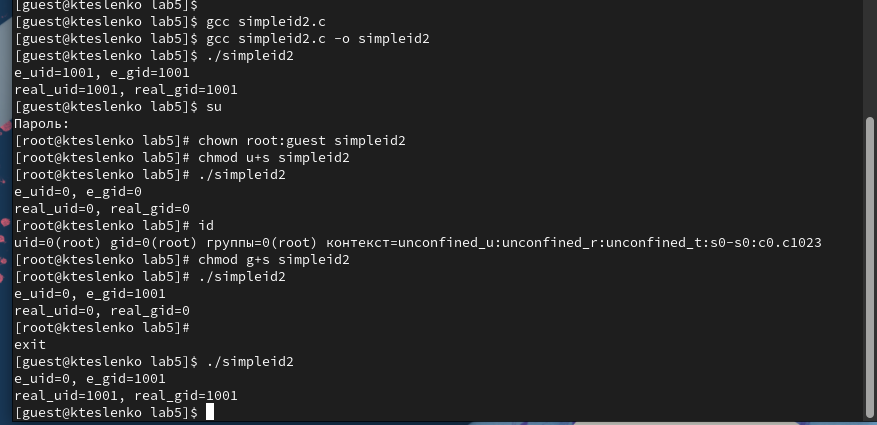 [guest@kteslenko lab5]$
[guest@kteslenko lab5]$ gcc simpleid2.c
[guest@kteslenko lab5]$ gcc simpleid2.c -o simpleid2
[guest@kteslenko lab5]$ ./simpleid2
e_uid=1001, e_gid=1001
real_uid=1001, real_gid=1001
[guest@kteslenko lab5]$ su
Пароль:
[root@kteslenko lab5]# chown root:guest simpleid2
[root@kteslenko lab5]# chmod u+s simpleid2
[root@kteslenko lab5]# ./simpleid2
e_uid=0, e_gid=0
real_uid=0, real_gid=0
[root@kteslenko lab5]# id
uid=0(root) gid=0(root) группы=0(root) контекст=unconfined_u:unconfined_r:unconfined_t:s0-s0:c0.c1023
[root@kteslenko lab5]# chmod g+s simpleid2
[root@kteslenko lab5]# ./simpleid2
e_uid=0, e_gid=1001
real_uid=0, real_gid=0
[root@kteslenko lab5]#
exit
[guest@kteslenko lab5]$ ./simpleid2
e_uid=0, e_gid=1001
real_uid=1001, real_gid=1001
[guest@kteslenko lab5]$